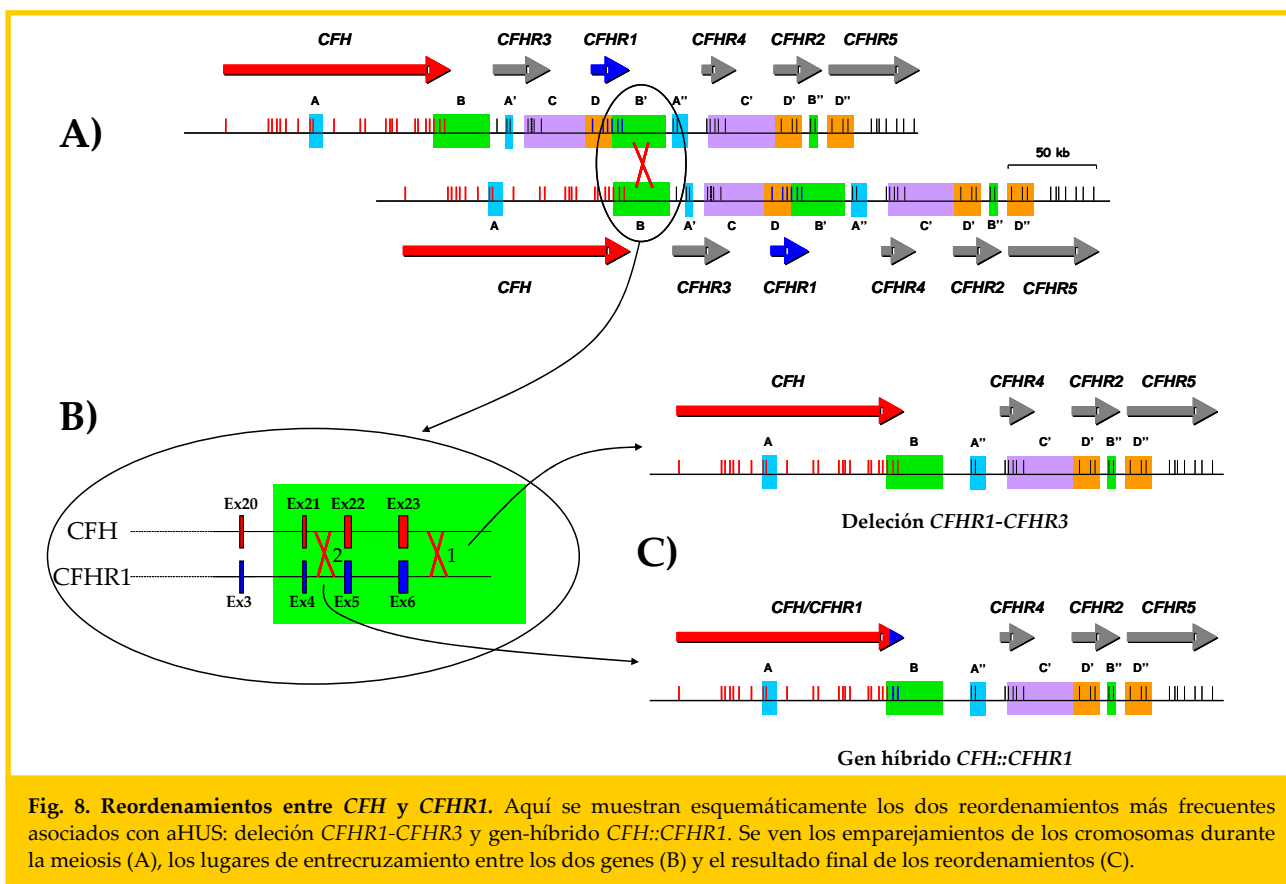 CFH CFHR3 CFHR1 CFHR4 CFHR2 CFHR5
A B A' C D B' A'' C' D' B'' D''
A)
50 kb
A B A' C D B' A'' C' D' B'' D''
CFH CFHR3 CFHR1 CFHR4 CFHR2 CFHR5
B)
Ex20 Ex21 Ex22 Ex23
CFH
2 1
CFHR1
Ex3 Ex4 Ex5 Ex6
CFH CFHR4 CFHR2 CFHR5
A B A'' C' D' B'' D''
Deleción CFHR1-CFHR3
C)
CFH/CFHR1 CFHR4 CFHR2 CFHR5
A B A'' C' D' B'' D''
Gen híbrido CFH::CFHR1
Fig. 8. Reordenamientos entre CFH y CFHR1. Aquí se muestran esquemáticamente los dos reordenamientos más frecuentes
asociados con aHUS: deleción CFHR1-CFHR3 y gen-híbrido CFH::CFHR1. Se ven los emparejamientos de los cromosomas durante
la meiosis (A), los lugares de entrecruzamiento entre los dos genes (B) y el resultado final de los reordenamientos (C).